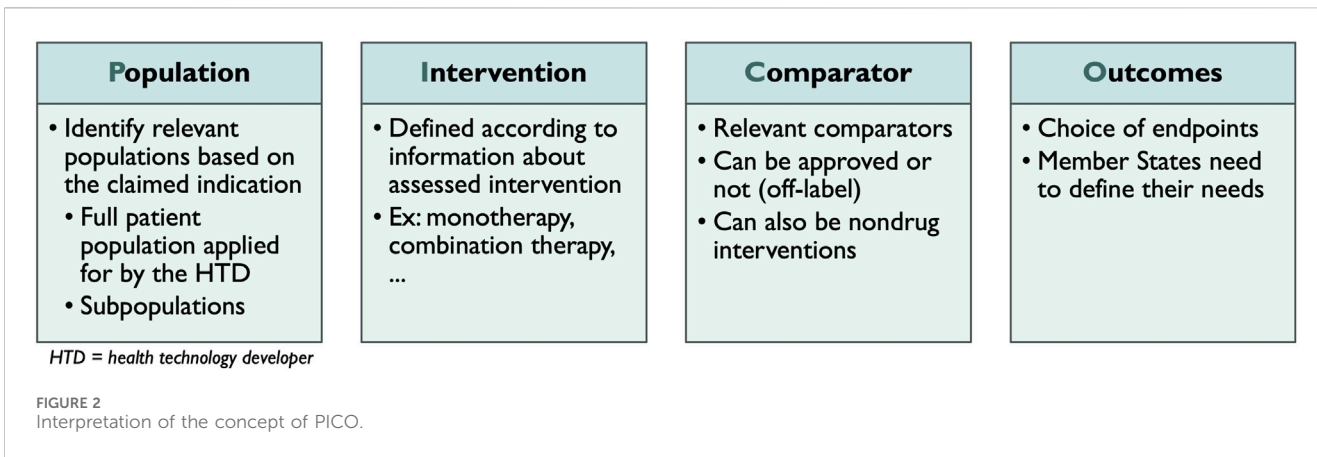 Population
• Identify relevant
populations based on
the claimed indication
• Full patient
population applied
for by the HTD
• Subpopulations
Intervention
• Defined according to
information about
assessed intervention
• Ex: monotherapy,
combination therapy,
...
Comparator
• Relevant comparators
• Can be approved or
not (off-label)
• Can also be nondrug
interventions
Outcomes
• Choice of endpoints
• Member States need
to define their needs
HTD = health technology developer
FIGURE 2
Interpretation of the concept of PICO.